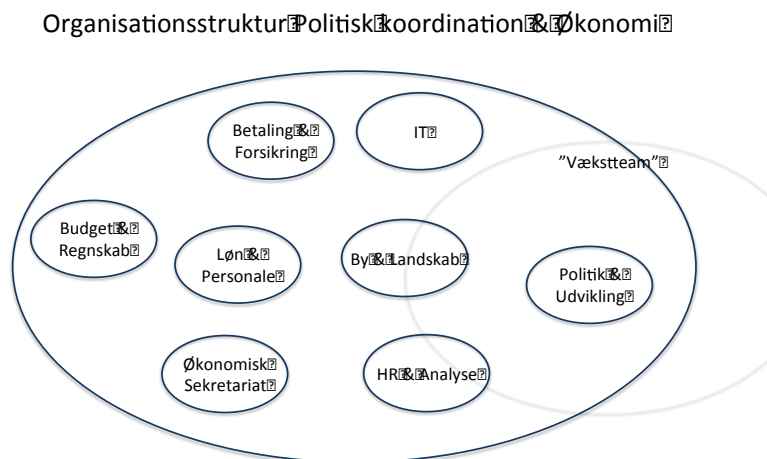 Organisationsstruktur Politisk koordination & Økonomi
Betaling &
Forsikring
IT
"Vækstteam"
Budget &
Regnskab
Løn &
Personale
By & Landskab
Politik &
Udvikling
Økonomisk
Sekretariat
HR & Analyse